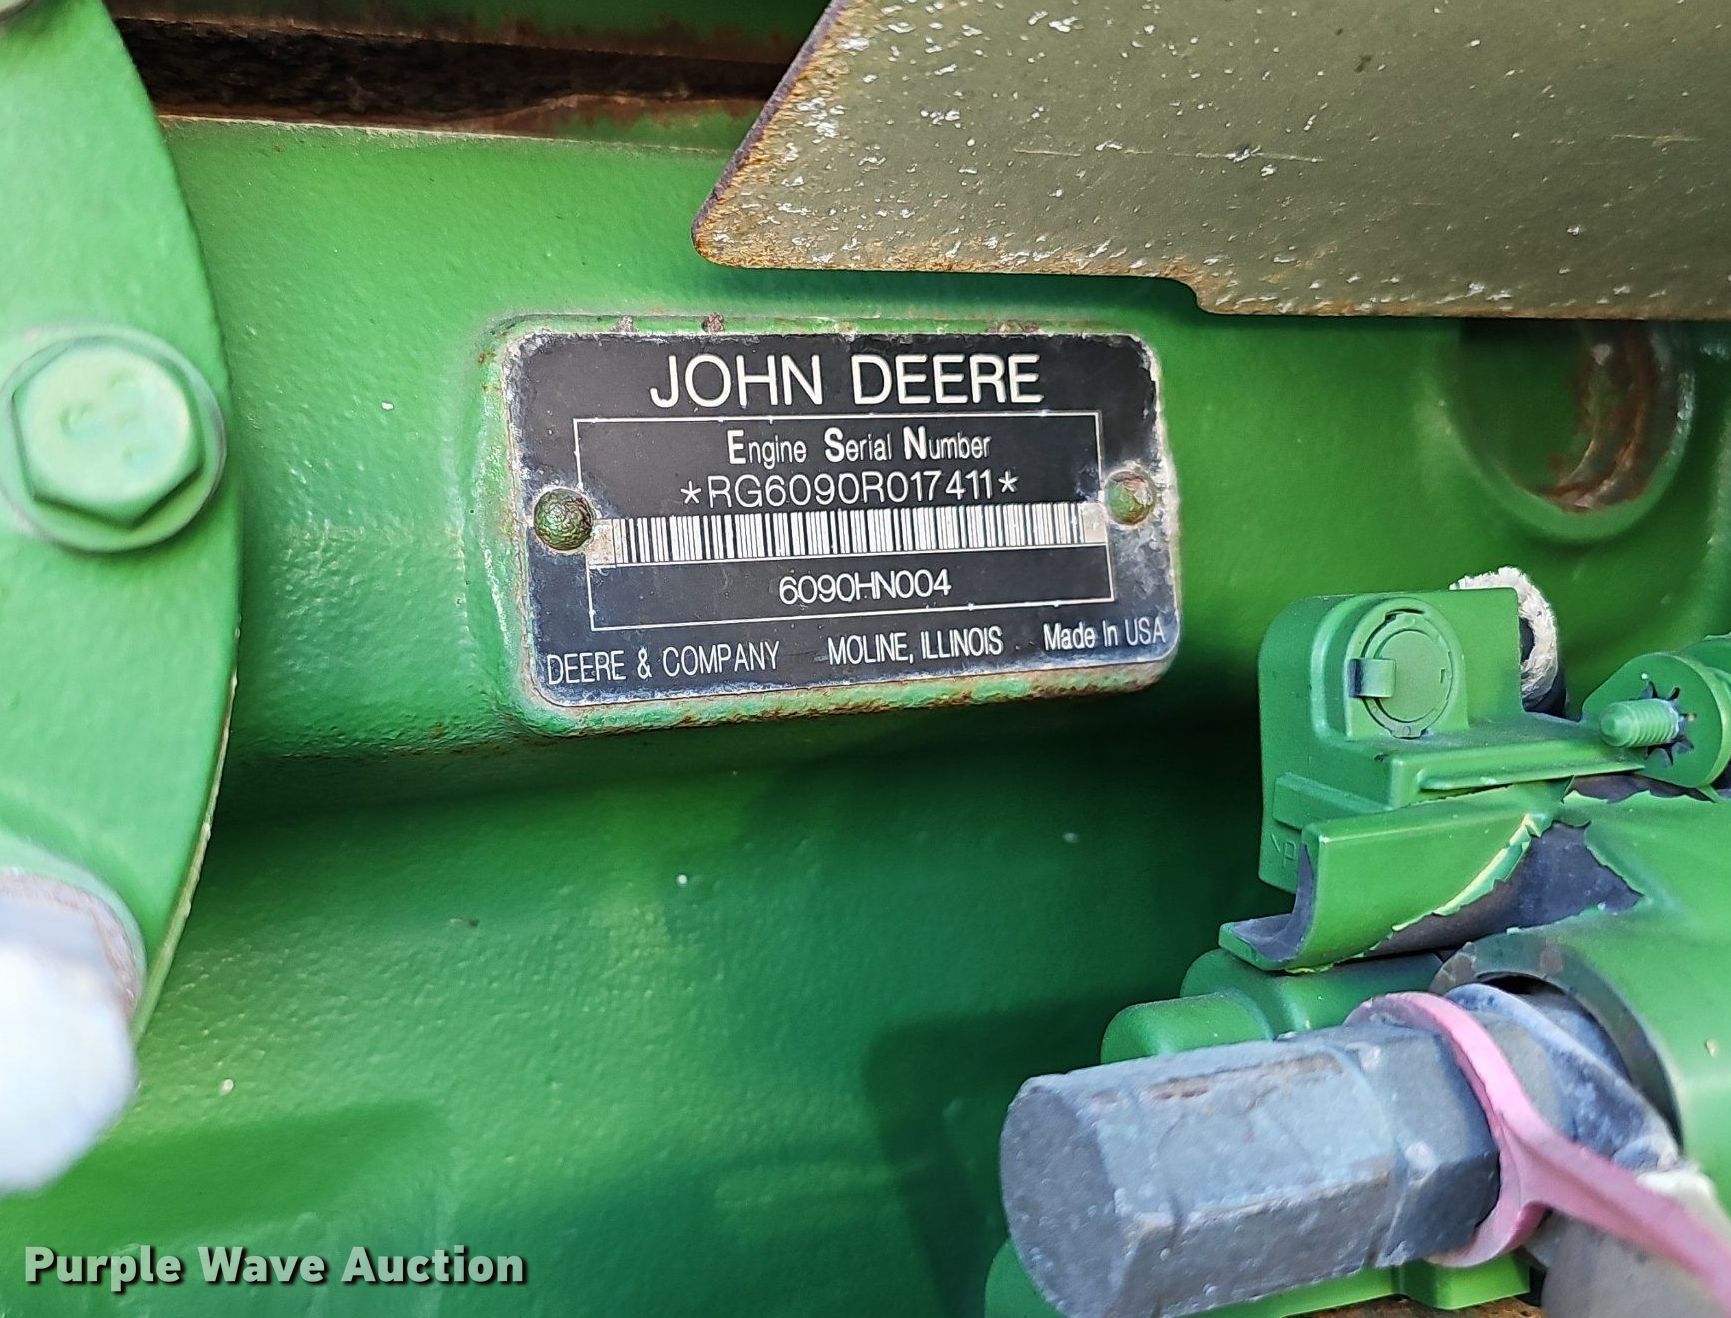 JOHN DEERE
Engine Serial Number
*RG6090R017411*
6090HN004
DEERE & COMPANY MOLINE, ILLINOIS Made In USA
Purple Wave Auction